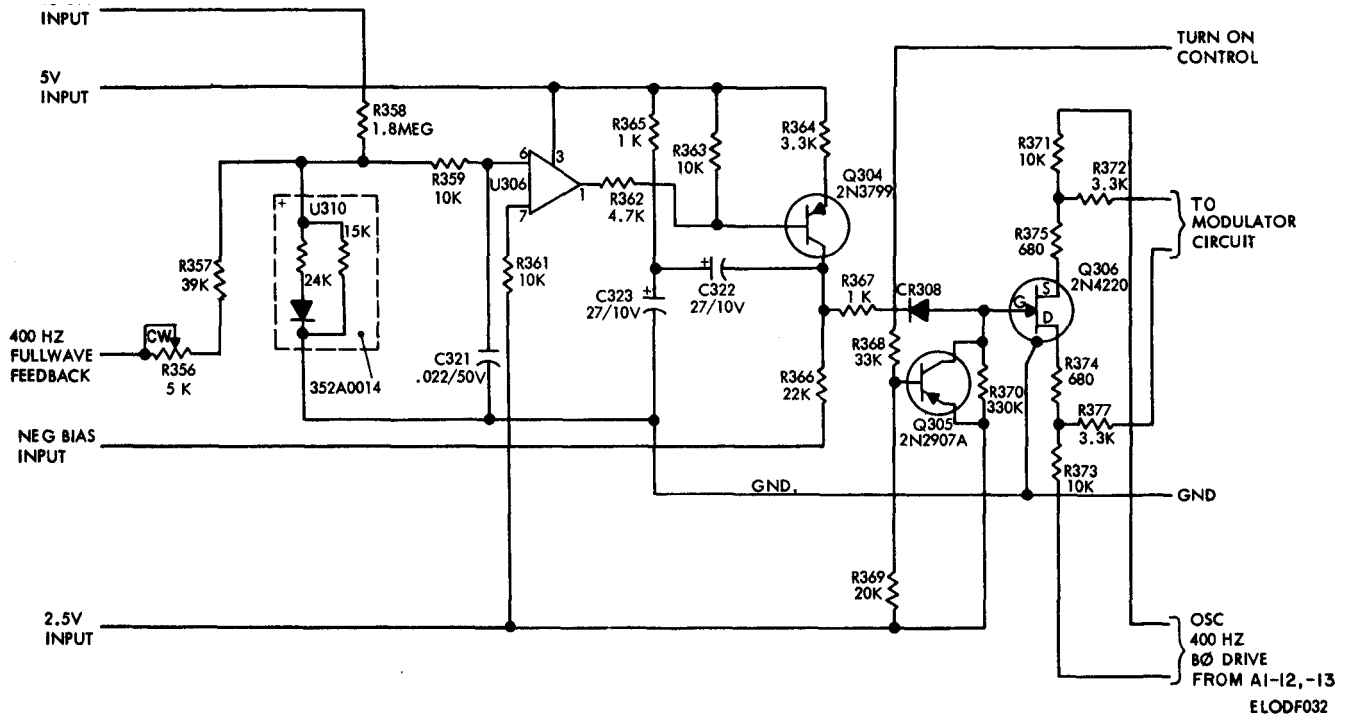 INPUT
5V
INPUT
TURN ON
CONTROL
R358
1.8MEG
R365
1 K
R363
10K
R364
3.3K
R371
10K
R372
3.3K
R359
10K
6
3
U306
1
7
R362
4.7K
Q304
2N3799
TO
MODULATOR
CIRCUIT
+
U310
15K
24K
R357
39K
R361
10K
+
C322
27/10V
+
C323
27/10V
R367
1 K
CR308
R375
680
Q306
2N4220
G
S
D
400 HZ
FULLWAVE
FEEDBACK
CW
R356
5 K
352A0014
C321
.022/50V
R366
22K
R368
33K
R370
330K
Q305
2N2907A
R374
680
R377
3.3K
R373
10K
NEG BIAS
INPUT
GND.
GND
R369
20K
2.5V
INPUT
OSC
400 HZ
BØ DRIVE
FROM A1-12,-13
ELODF032